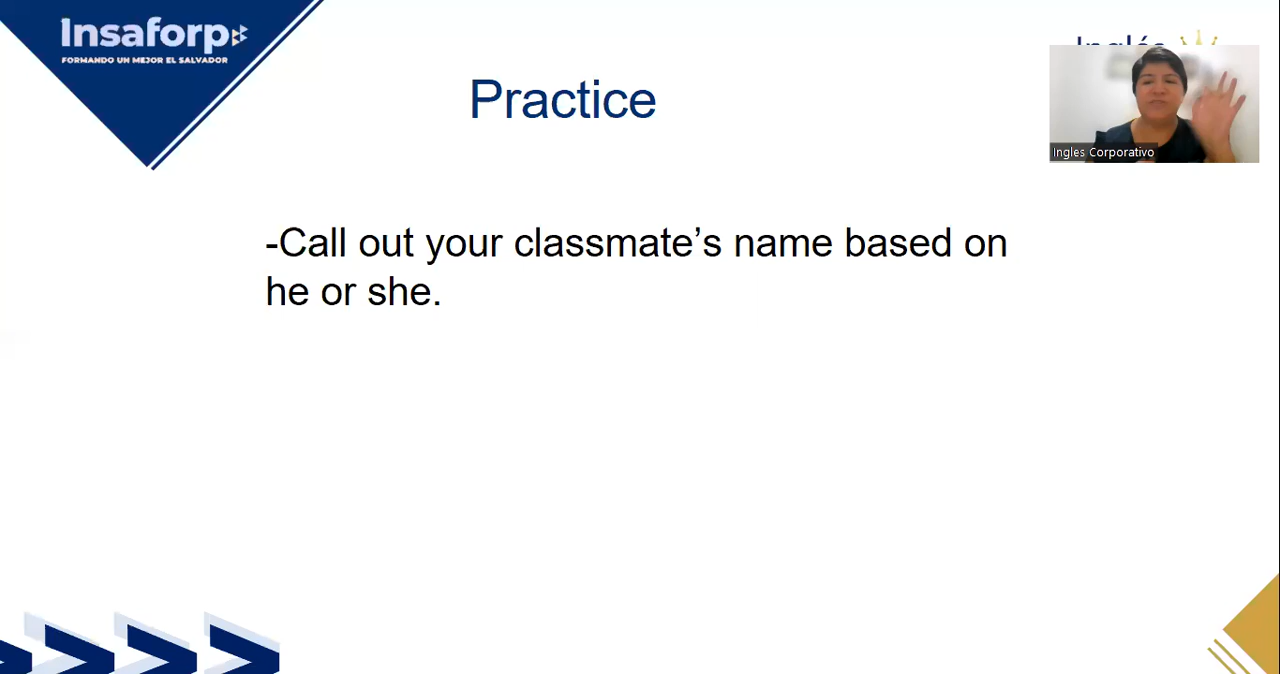 Insaforp
FORMANDO UN MEJOR EL SALVADOR
Inglés
Practice
Ingles Corporativo
-Call out your classmate’s name based on
he or she.